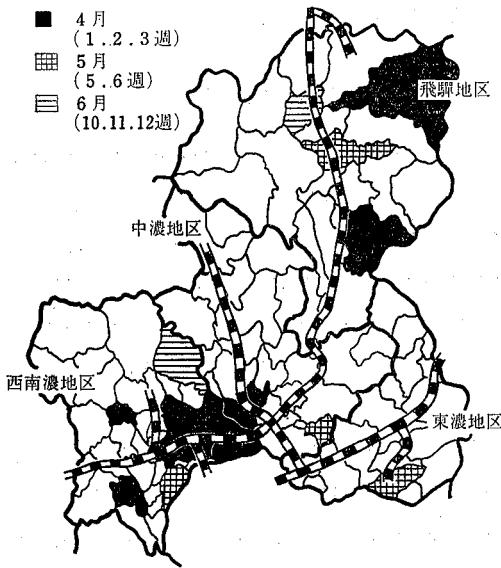 4月
(1.2.3週)
5月
(5.6週)
6月
(10.11.12週)
飛驒地区
中濃地区
西南濃地区
東濃地区